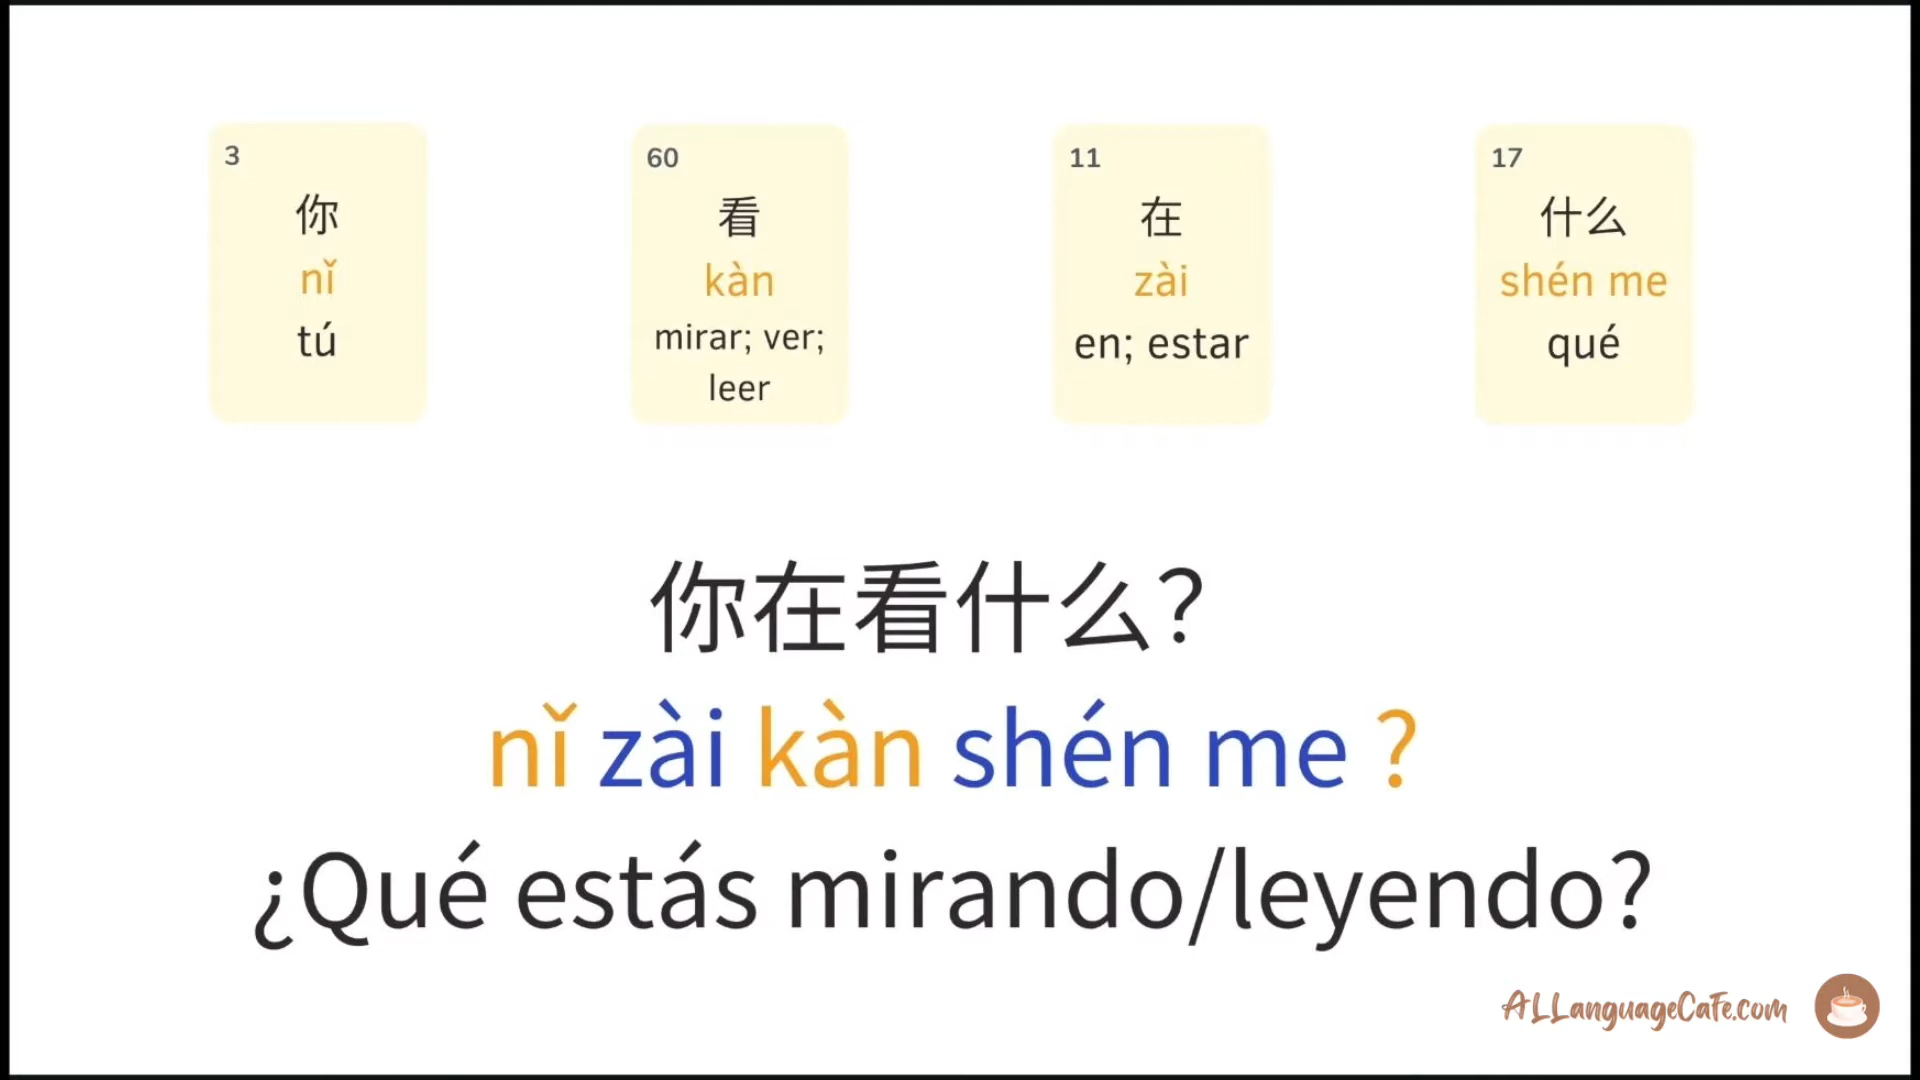 3
你
nǐ
tú
60
看
kàn
mirar; ver;
leer
11
在
zài
en; estar
17
什么
shén me
qué
你在看什么？
nǐ zài kàn shén me ?
¿Qué estás mirando/leyendo?
ALLanguageCafe.com